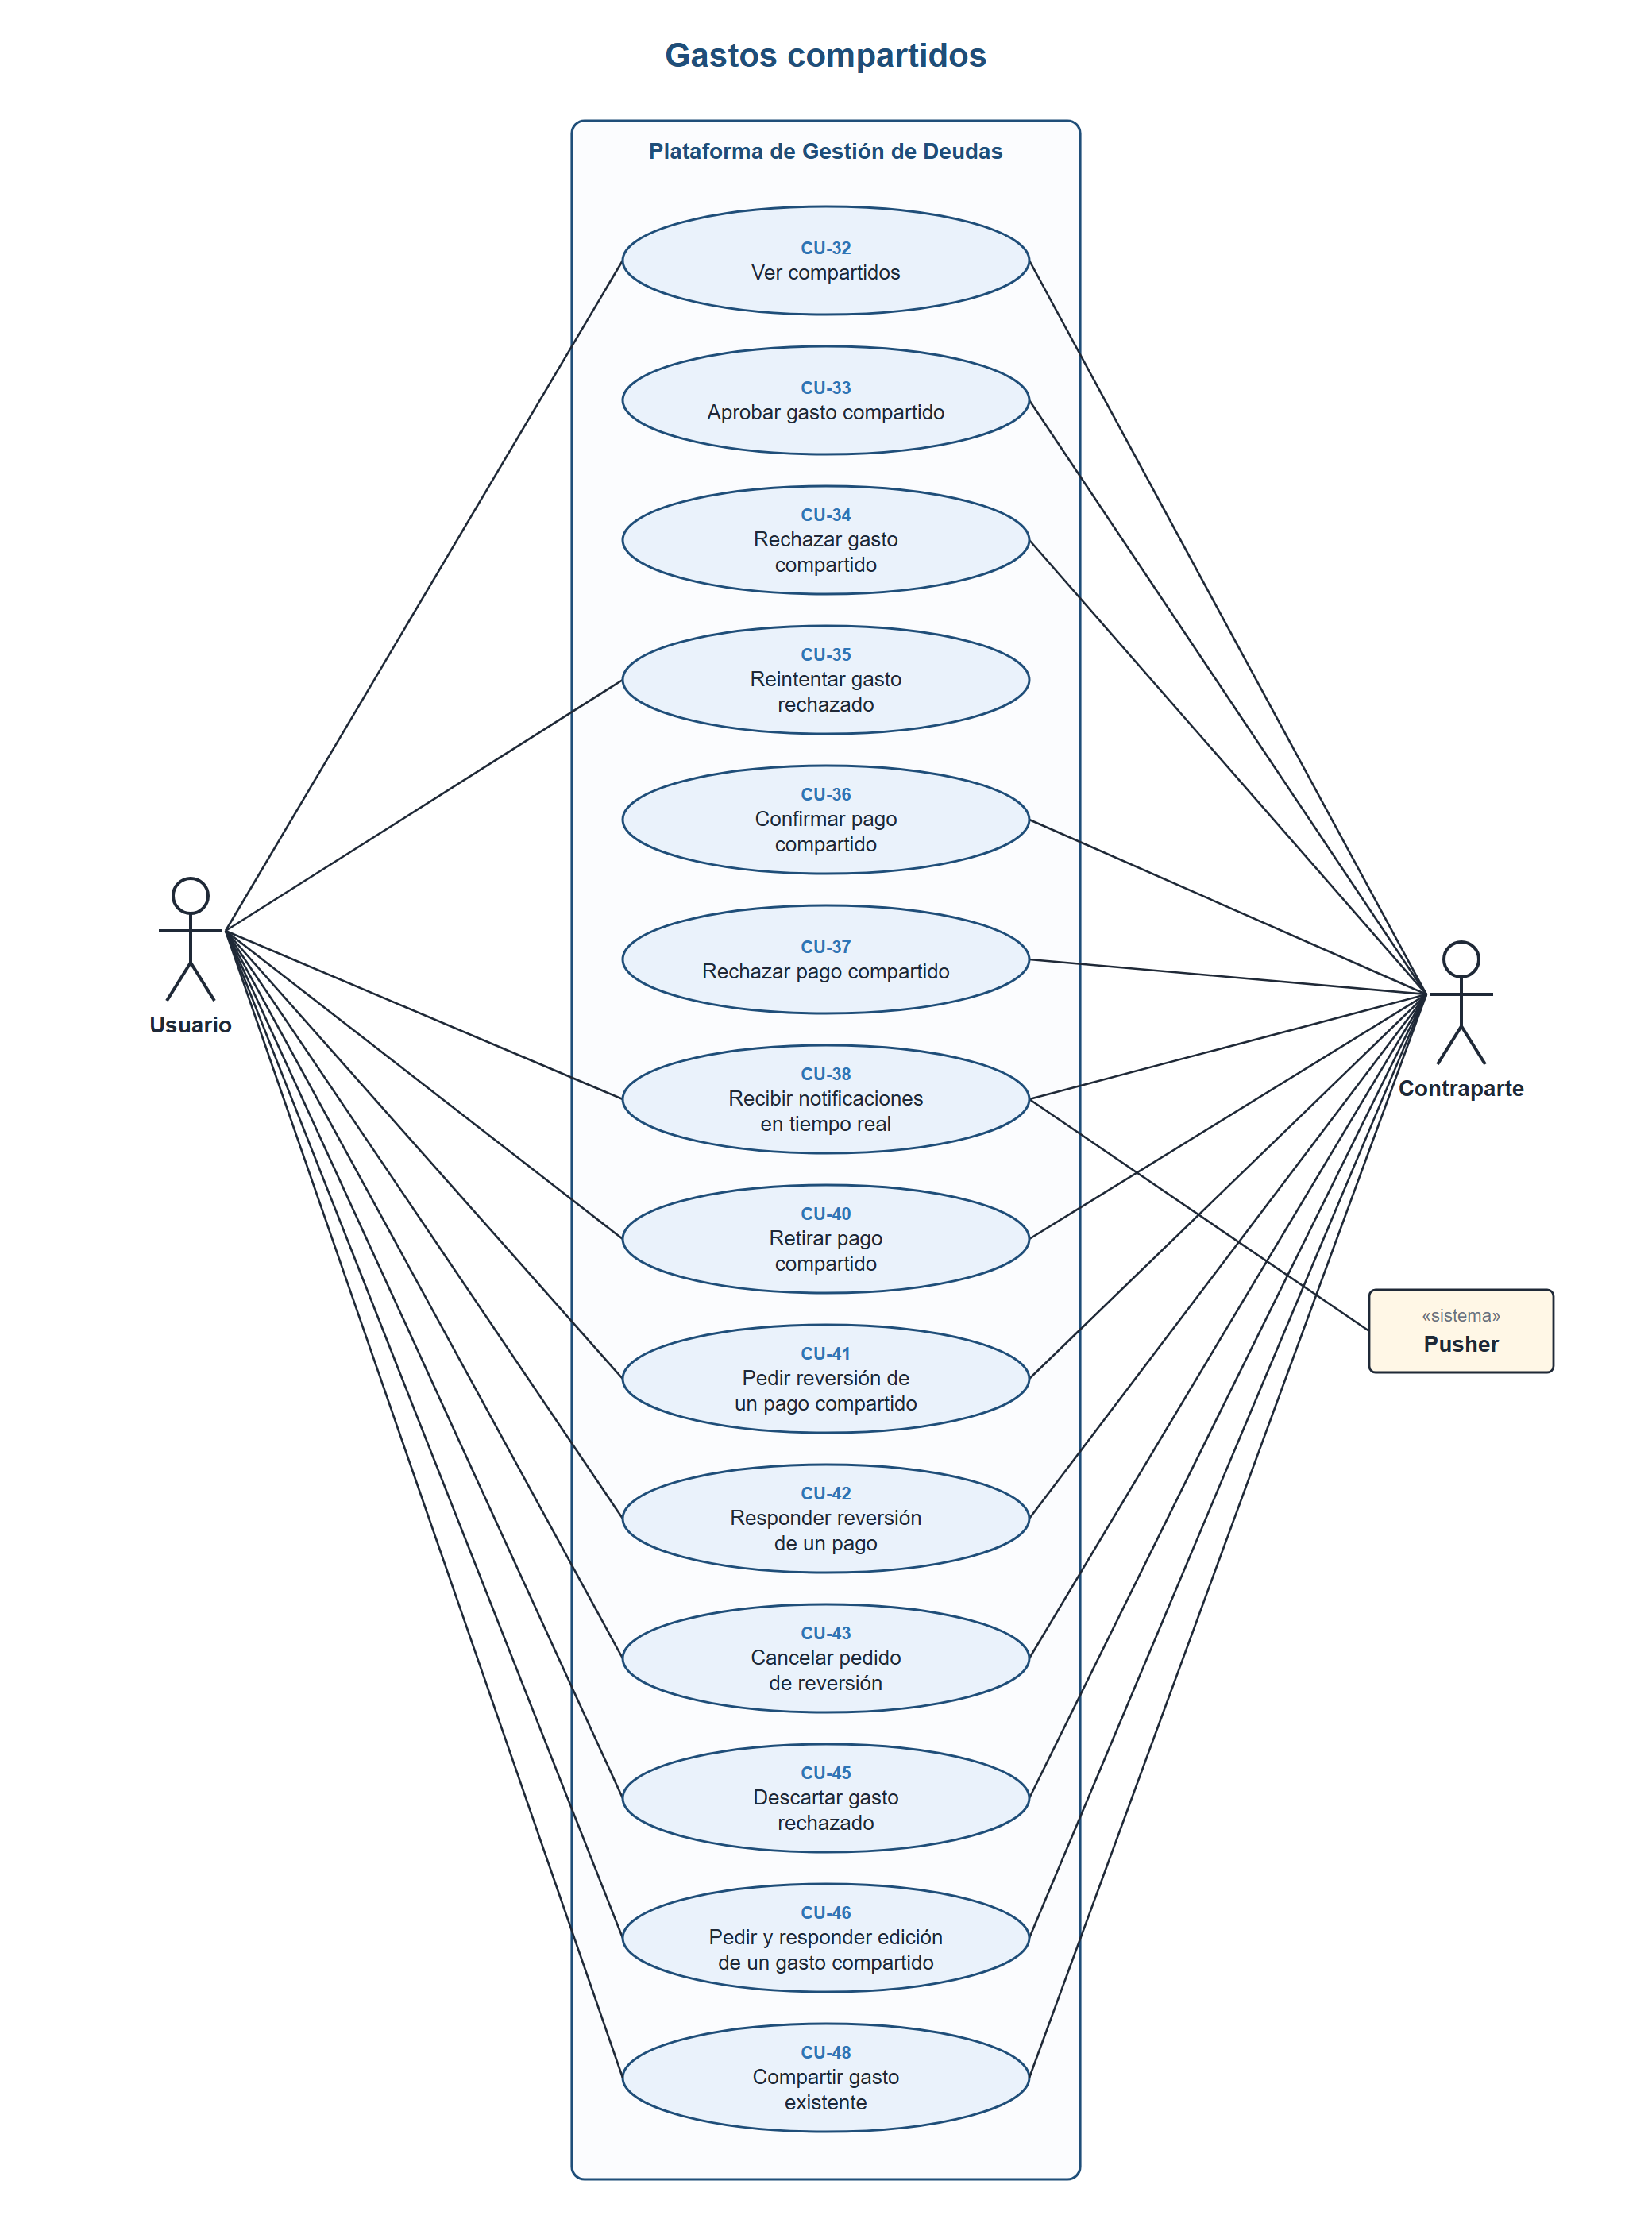 Gastos compartidos
Plataforma de Gestión de Deudas
CU-32
Ver compartidos
CU-33
Aprobar gasto compartido
CU-34
Rechazar gasto
compartido
CU-35
Reintentar gasto
rechazado
CU-36
Confirmar pago
compartido
CU-37
Rechazar pago compartido
Usuario
CU-38
Recibir notificaciones
en tiempo real
Contraparte
CU-40
Retirar pago
compartido
«sistema»
Pusher
CU-41
Pedir reversión de
un pago compartido
CU-42
Responder reversión
de un pago
CU-43
Cancelar pedido
de reversión
CU-45
Descartar gasto
rechazado
CU-46
Pedir y responder edición
de un gasto compartido
CU-48
Compartir gasto
existente